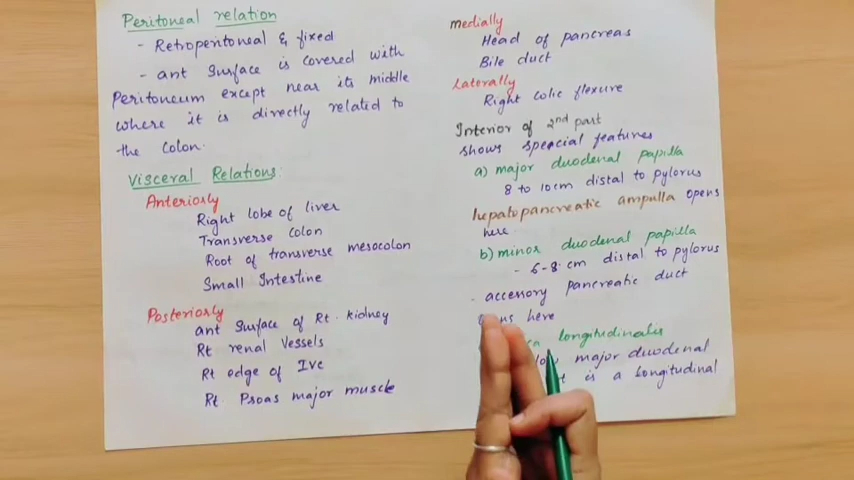 Peritoneal relation
- Retroperitoneal & fixed
- ant surface is covered with
Peritoneum except near its middle
where it is directly related to
the colon.
Visceral Relations:
Anteriorly
Right lobe of liver
Transverse colon
Root of transverse mesocolon
Small Intestine
Posteriorly
ant Surface of Rt. kidney
Rt renal Vessels
Rt edge of IVC
Rt Psoas major muscle
medially
Head of pancreas
Bile duct
Laterally
Right colic flexure
Interior of 2nd part
shows special features
a) major duodenal papilla
8 to 10cm distal to pylorus
hepatopancreatic ampulla opens
here.
b) minor duodenal papilla
- 6-8 cm distal to pylorus
- accessory pancreatic duct
here
longitudinalis
major duodenal
is a longitudinal